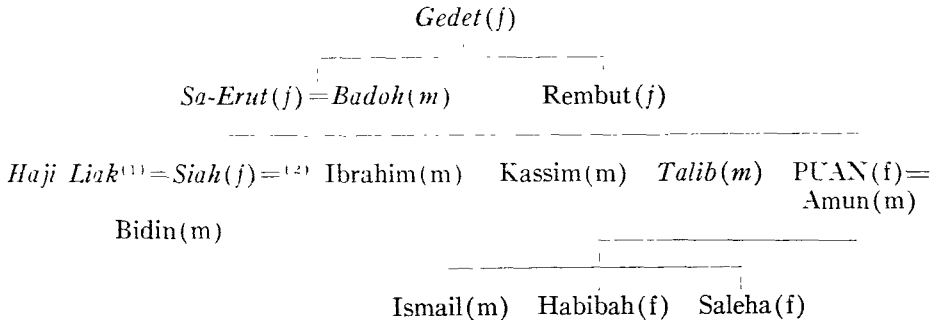 Gedet(j)
Sa-Erut(j)=Badoh(m) Rembut(j)
Haji Liak(1)=Siah(j)=(2) Ibrahim(m) Kassim(m) Talib(m) PUAN(f)=
Bidin(m) Amun(m)
Ismail(m) Habibah(f) Saleha(f)